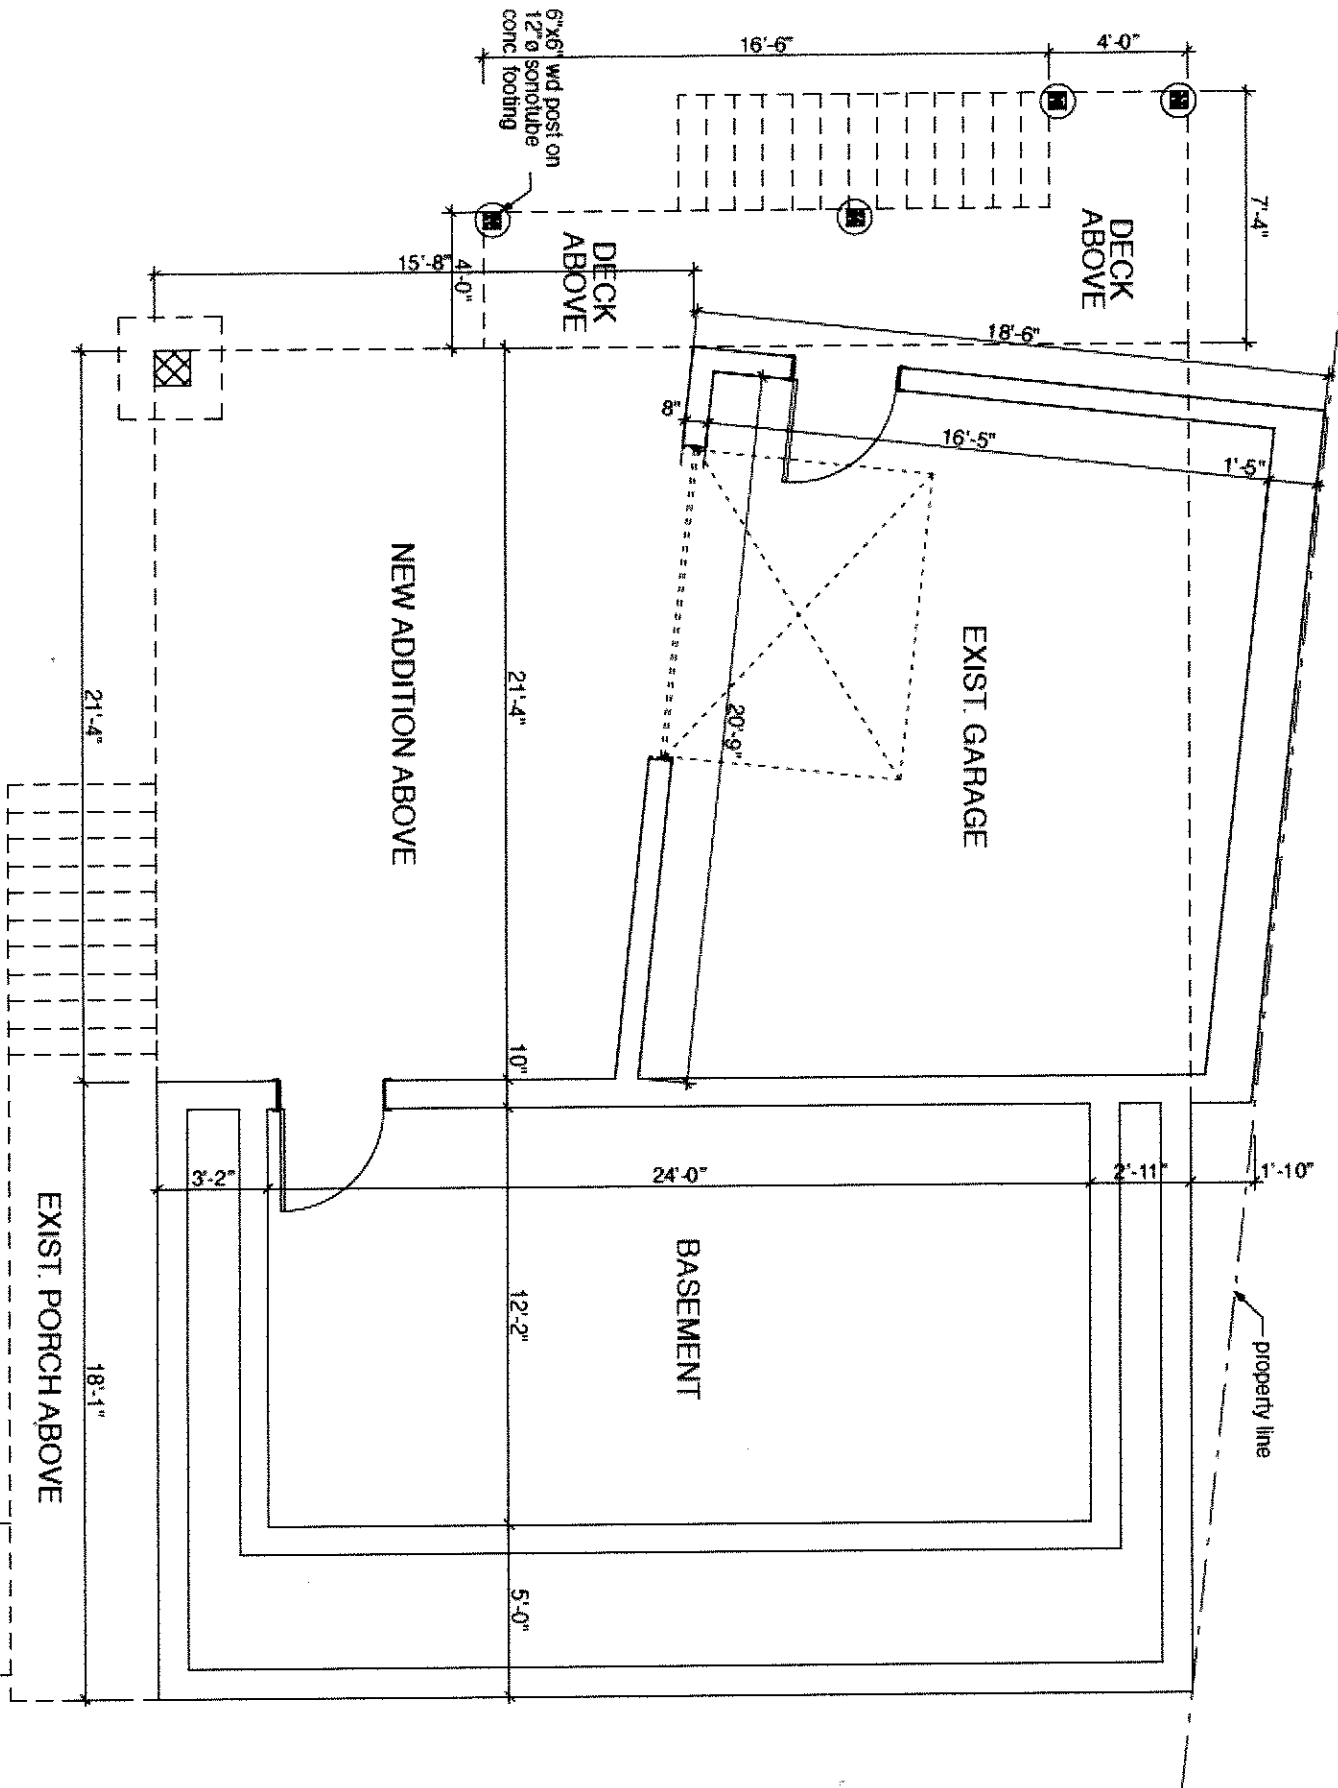 6"x6" wd post on
12"ø sonotube
conc. footing
16'-6"
4'-0"
7'-4"
DECK
ABOVE
DECK
ABOVE
15'-8"
4'-0"
18'-6"
8"
16'-5"
1'-5"
20'-9"
EXIST. GARAGE
NEW ADDITION ABOVE
21'-4"
21'-4"
10"
3'-2"
24'-0"
2'-11"
1'-10"
BASEMENT
12'-2"
property line
EXIST. PORCH ABOVE
18'-1"
5'-0"